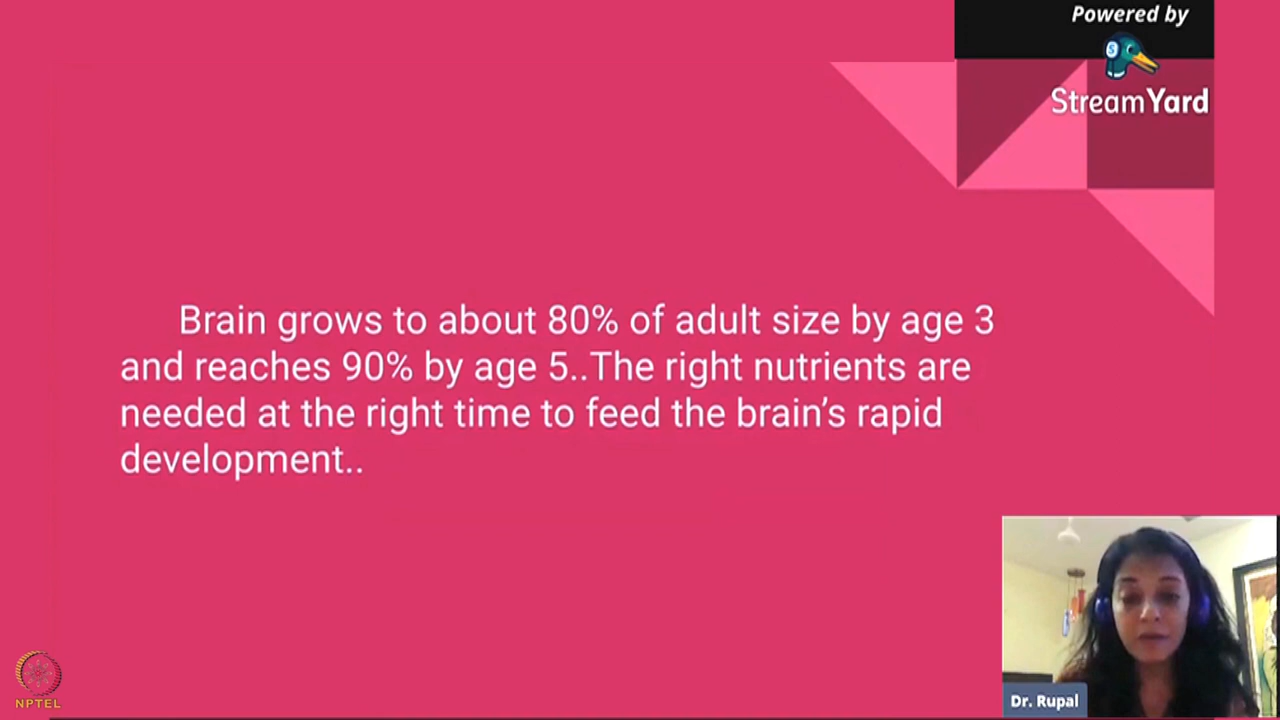 Powered by
StreamYard
Brain grows to about 80% of adult size by age 3
and reaches 90% by age 5..The right nutrients are
needed at the right time to feed the brain’s rapid
development..
Dr. Rupal
NPTEL